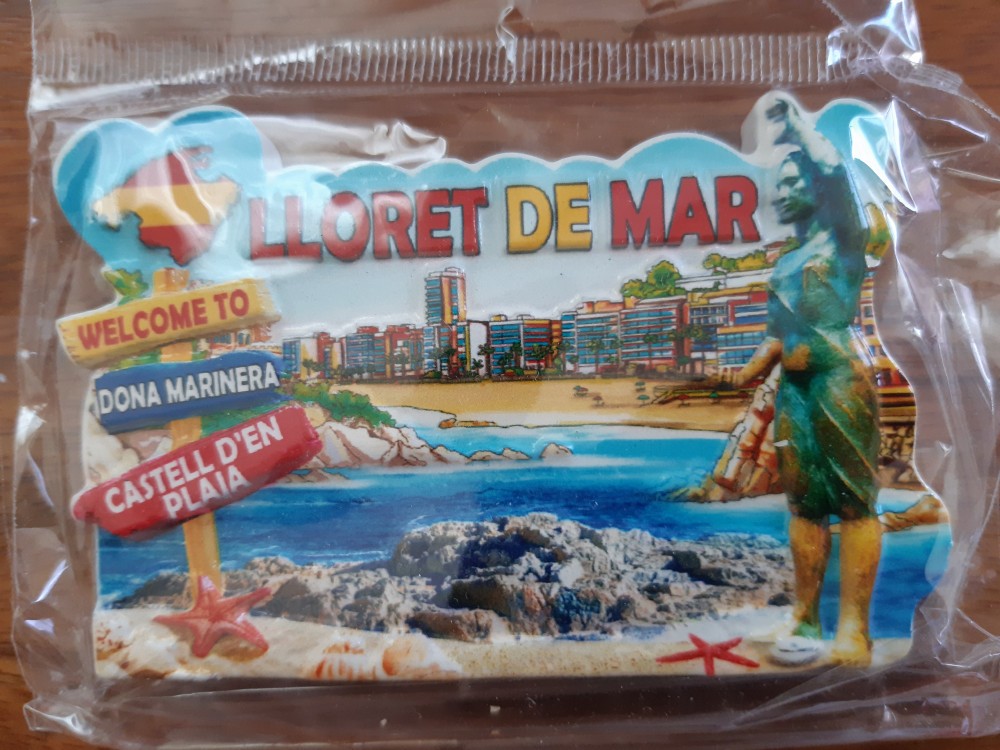 LLORET DE MAR
WELCOME TO
DONA MARINERA
CASTELL D'EN
PLAIA